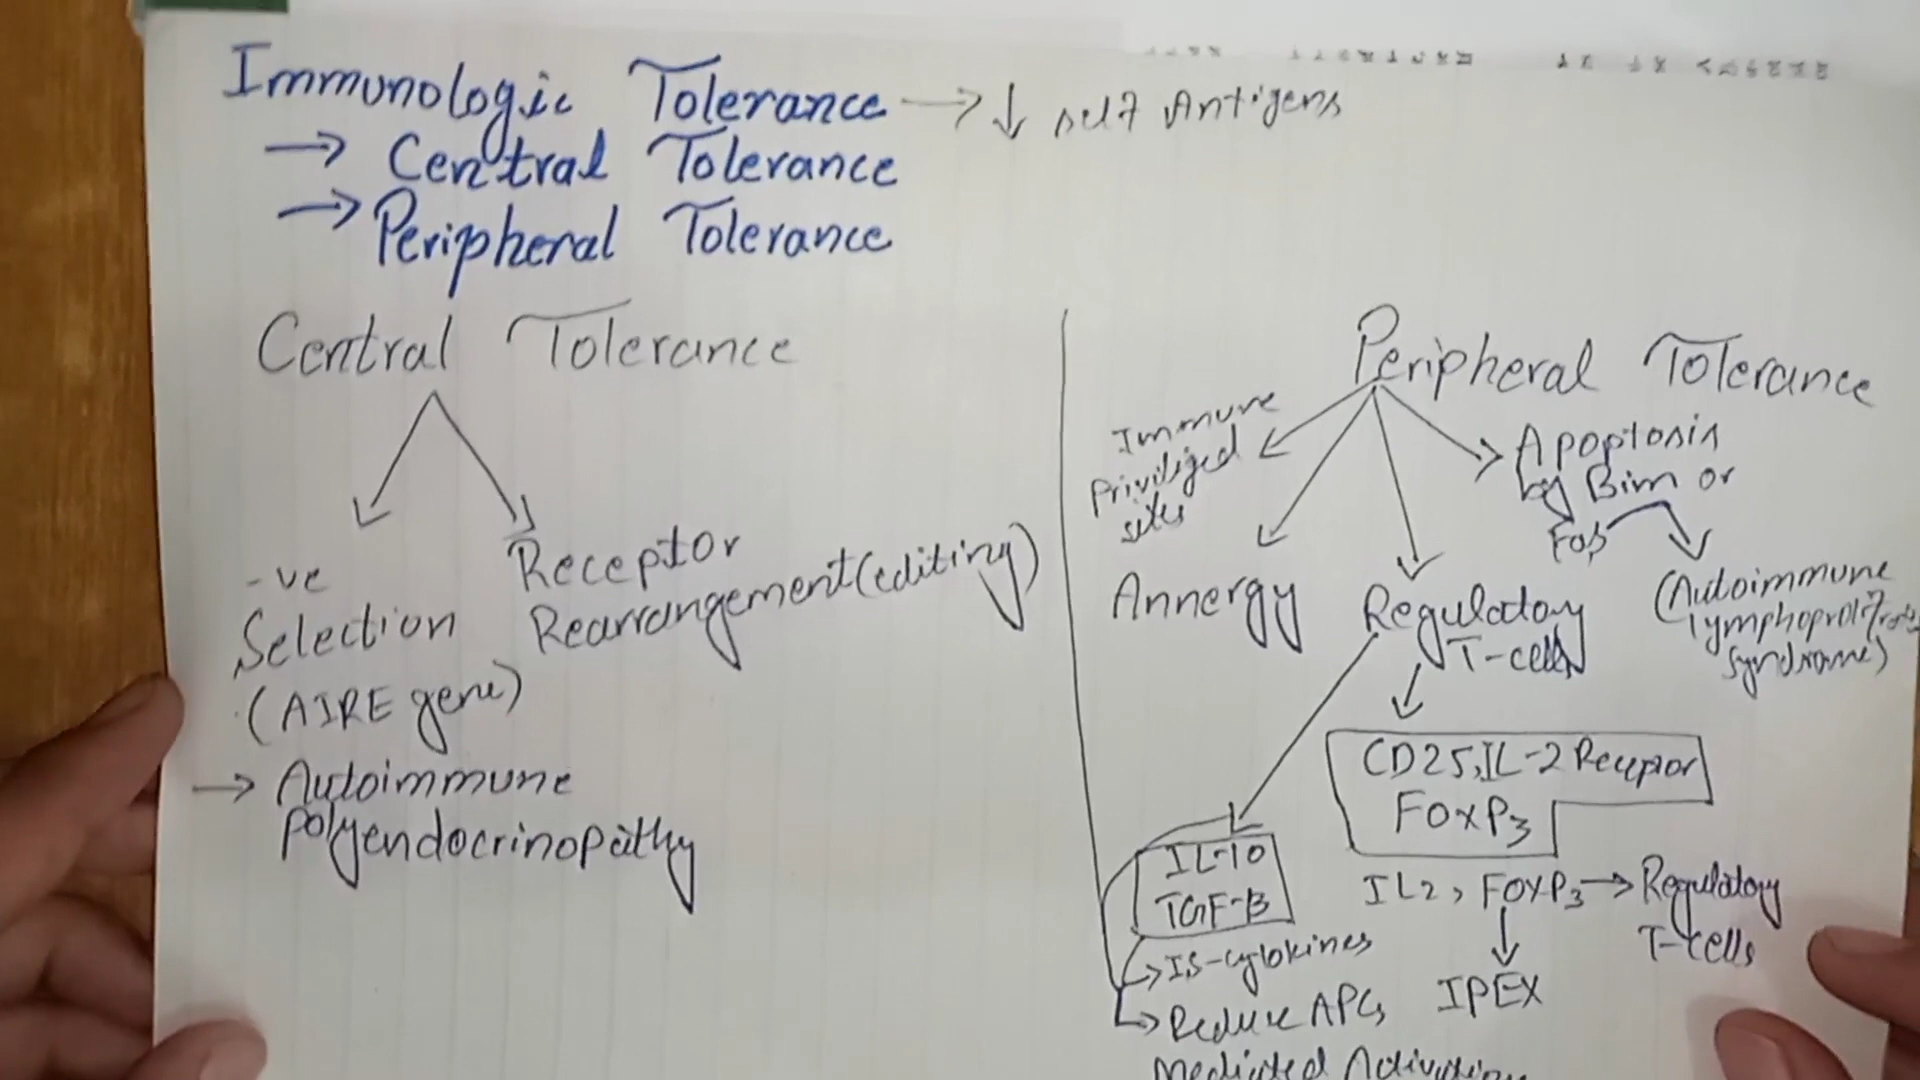 Immunologic Tolerance → ↓ self Antigens
→ Central Tolerance
→ Peripheral Tolerance
Central Tolerance
-ve
Selection
(AIRE gene)
→ Autoimmune
polyendocrinopathy
Receptor
Rearrangement (editing)
Peripheral Tolerance
Immune
Priviliged
sites
Annergy
Regulatory
T-cells
Apoptosis
by Bim or
Fas
(Autoimmune
syndrome)
CD25, IL-2 Receptor
FOXP3
IL2, FOXP3 → Regulatory
T-cells
IPEX
IL-10
TGF-B
→ IS-cytokines
→ Reduce APCs
Mediated Activation